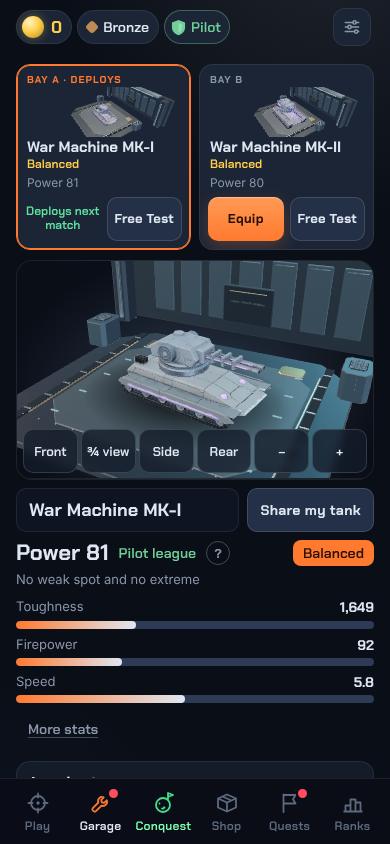 0 Bronze Pilot
BAY A · DEPLOYS
War Machine MK-I
Balanced
Power 81
Deploys next
match
Free Test
BAY B
War Machine MK-II
Balanced
Power 80
Equip
Free Test
Front ¾ view Side Rear – +
War Machine MK-I
Share my tank
Power 81 Pilot league ? Balanced
No weak spot and no extreme
Toughness 1,649
Firepower 92
Speed 5.8
More stats
Play Garage Conquest Shop Quests Ranks